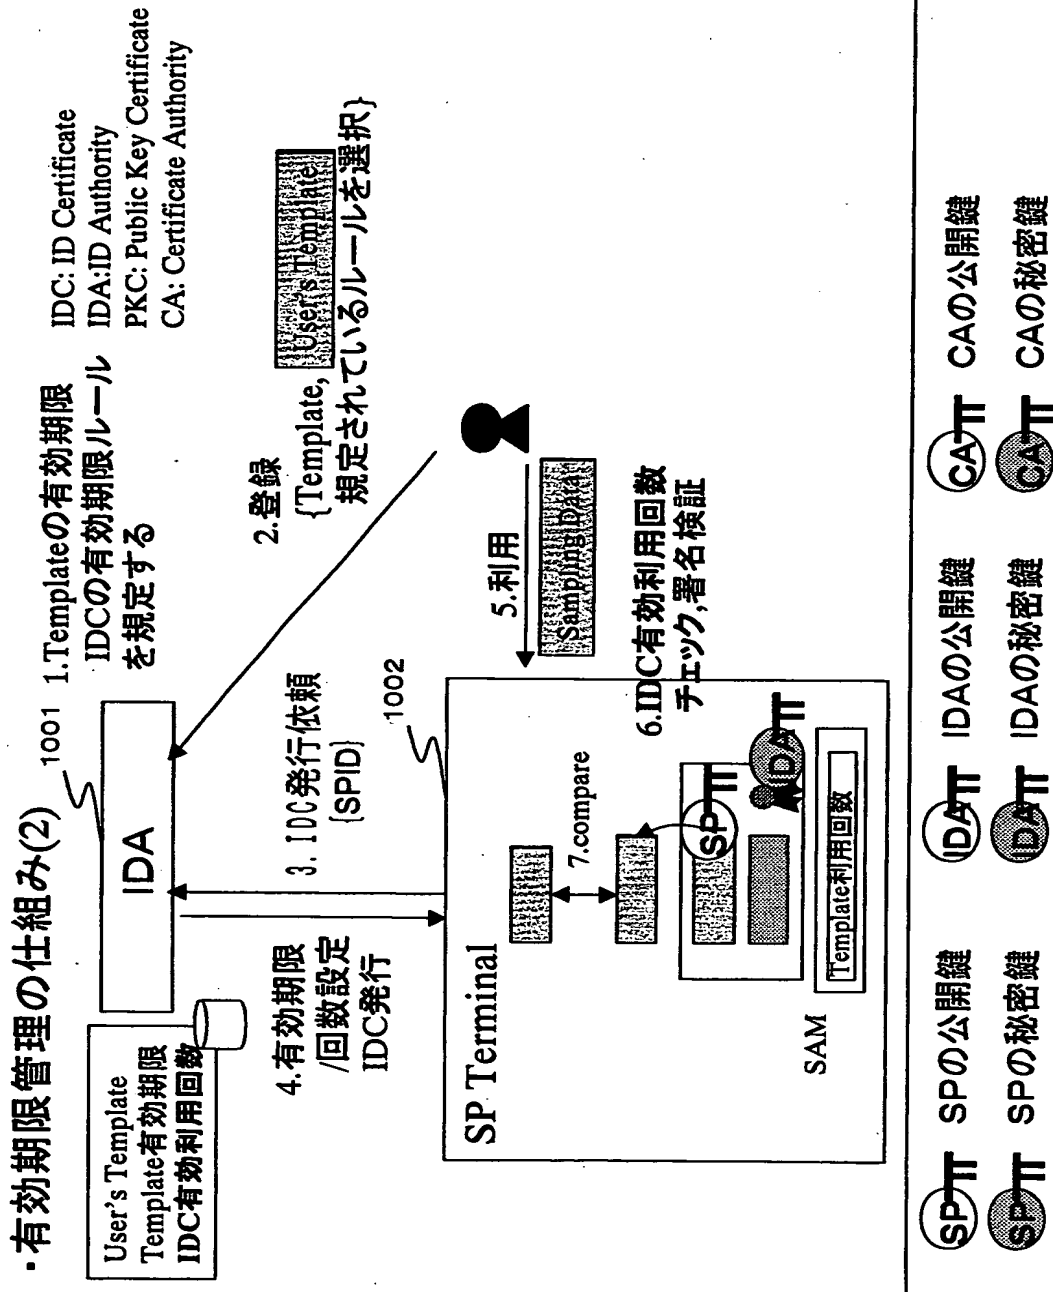 ・有効期限管理の仕組み(2)
IDC: ID Certificate
IDA:ID Authority
PKC: Public Key Certificate
CA: Certificate Authority
1001
1.Templateの有効期限
IDCの有効期限ルール
を規定する
IDA
User's Template
Template有効期限
IDC有効利用回数
2.登録
{Template, User's Template
規定されているルールを選択}
3. IDC発行依頼
{SPID}
4.有効期限
/回数設定
IDC発行
1002
5.利用
Sampling Data
SP Terminal
6.IDC有効利用回数
チェック,署名検証
7.compare
SP
IDA
SAM
Template利用回数
SP SPの公開鍵
IDA IDAの公開鍵
CA CAの公開鍵
SP SPの秘密鍵
IDA IDAの秘密鍵
CA CAの秘密鍵